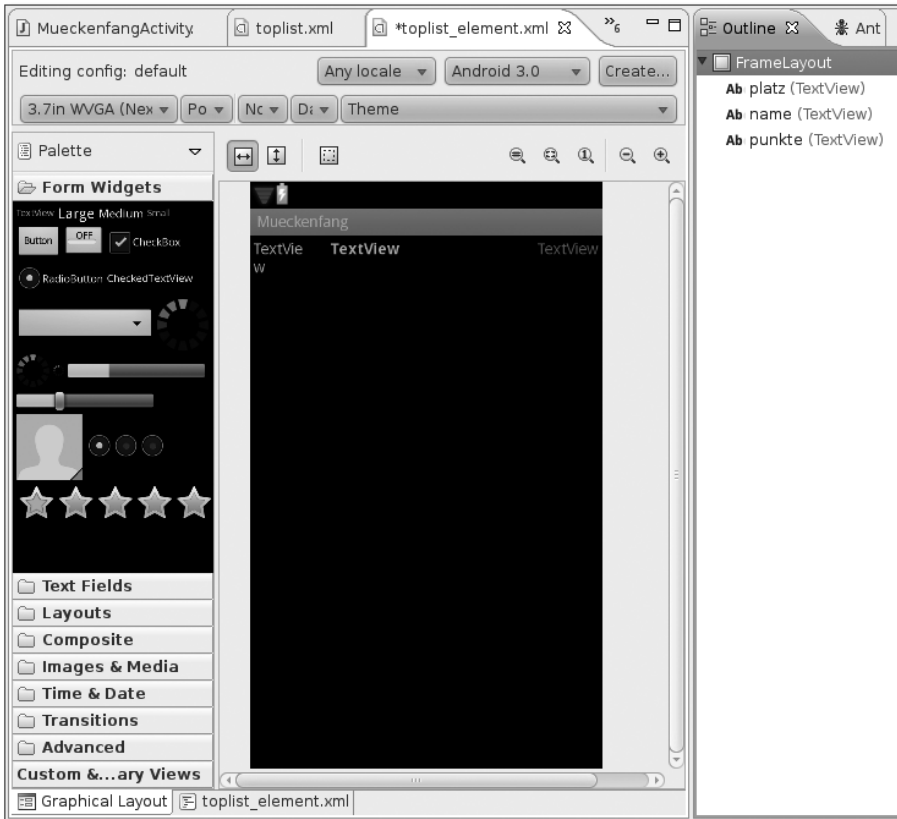 MueckenfangActivity
toplist.xml
*toplist_element.xml
»6
Outline
Ant
Editing config: default
Any locale
Android 3.0
Create...
3.7in WVGA (Nex
Po
Nc
Da
Theme
Palette
Form Widgets
TextView Large Medium Small
Button
OFF
CheckBox
RadioButton CheckedTextView
Text Fields
Layouts
Composite
Images & Media
Time & Date
Transitions
Advanced
Custom &...ary Views
Mueckenfang
TextVie
w
TextView
TextView
Graphical Layout
toplist_element.xml
FrameLayout
Ab platz (TextView)
Ab name (TextView)
Ab punkte (TextView)